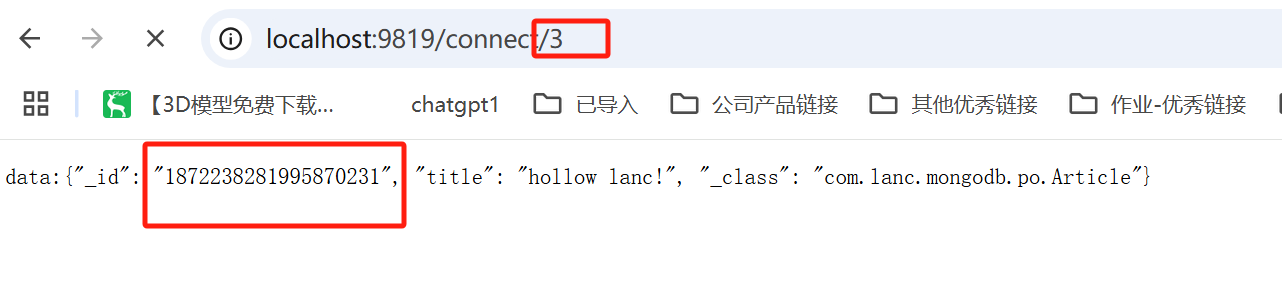 localhost:9819/connect/3
【3D模型免费下载... chatgpt1 已导入 公司产品链接 其他优秀链接 作业-优秀链接
data:{"_id": "1872238281995870231", "title": "hollow lanc!", "_class": "com.lanc.mongodb.po.Article"}